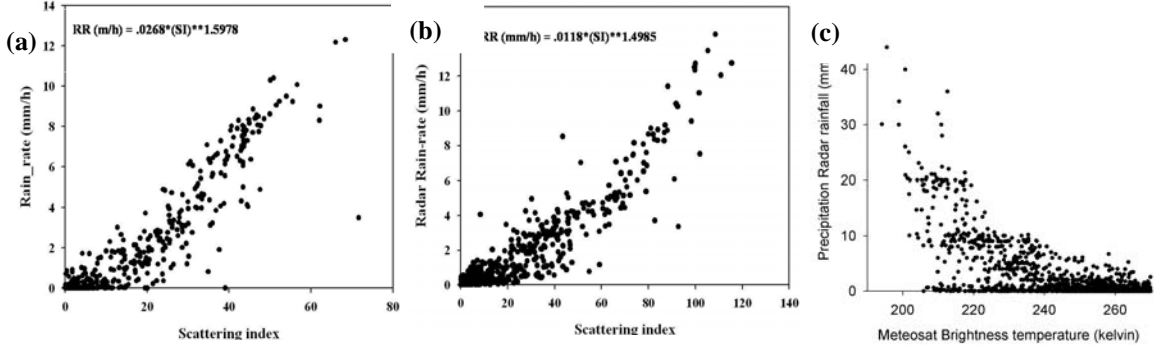 (a)
RR (m/h) = .0268*(SI)**1.5978
Rain_rate (mm/h)
14
12
10
8
6
4
2
0
0 20 40 60 80
Scattering index
(b)
RR (mm/h) = .0118*(SI)**1.4985
Radar Rain-rate (mm/h)
14
12
10
8
6
4
2
0
0 20 40 60 80 100 120 140
Scattering index
(c)
Precipitation Radar rainfall (mm
40
30
20
10
0
200 220 240 260
Meteosat Brightness temperature (kelvin)